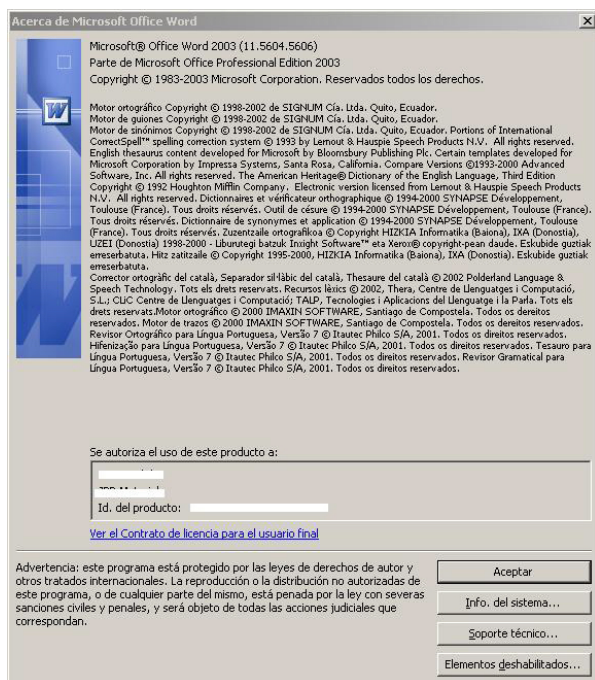 Acerca de Microsoft Office Word
Microsoft® Office Word 2003 (11.5604.5606)
Parte de Microsoft Office Professional Edition 2003
Copyright © 1983-2003 Microsoft Corporation. Reservados todos los derechos.
Motor ortográfico Copyright © 1998-2002 de SIGNUM Cía. Ltda. Quito, Ecuador.
Motor de guiones Copyright © 1998-2002 de SIGNUM Cía. Ltda. Quito, Ecuador.
Motor de sinónimos Copyright © 1998-2002 de SIGNUM Cía. Ltda. Quito, Ecuador. Portions of International
CorrectSpell™ spelling correction system © 1993 by Lernout & Hauspie Speech Products N.V. All rights reserved.
English thesaurus content developed for Microsoft by Bloomsbury Publishing Plc. Certain templates developed for
Microsoft Corporation by Impressa Systems, Santa Rosa, California. Compare Versions ©1993-2000 Advanced
Software, Inc. All rights reserved. The American Heritage® Dictionary of the English Language, Third Edition
Copyright © 1992 Houghton Mifflin Company. Electronic version licensed from Lernout & Hauspie Speech Products
N.V. All rights reserved. Dictionnaires et vérificateur orthographique © 1994-2000 SYNAPSE Développement,
Toulouse (France). Tous droits réservés. Outil de césure © 1994-2000 SYNAPSE Développement, Toulouse (France).
Tous droits réservés. Dictionnaire de synonymes et application © 1994-2000 SYNAPSE Développement, Toulouse
(France). Tous droits réservés. Zuzentzaile ortografikoa © Copyright HIZKIA Informatika (Baiona), IXA (Donostia),
UZEI (Donostia) 1998-2000 - Liburutegi batzuk Insight Software™ eta Xerox® copyright-pean daude. Eskubide guztiak
erreserbatuta. Hitz zatitzaile © Copyright 1995-2000, HIZKIA Informatika (Baiona), IXA (Donostia). Eskubide guztiak
erreserbatuta.
Corrector ortogràfic del català, Separador sil·làbic del català, Thesaure del català © 2002 Polderland Language &
Speech Technology. Tots els drets reservats. Recursos lèxics © 2002, Thera, Centre de Llenguatges i Computació,
S.L.; CLiC Centre de Llenguatges i Computació; TALP, Tecnologies i Aplicacions del Llenguatge i la Parla. Tots els
drets reservats.Motor ortográfico © 2000 IMAXIN SOFTWARE, Santiago de Compostela. Todos os dereitos
reservados. Motor de trazos © 2000 IMAXIN SOFTWARE, Santiago de Compostela. Todos os dereitos reservados.
Revisor Ortográfico para Língua Portuguesa, Versão 7 © Itautec Philco S/A, 2001. Todos os direitos reservados.
Hifenização para Língua Portuguesa, Versão 7 © Itautec Philco S/A, 2001. Todos os direitos reservados. Tesauro para
Língua Portuguesa, Versão 7 © Itautec Philco S/A, 2001. Todos os direitos reservados. Revisor Gramatical para
Língua Portuguesa, Versão 7 © Itautec Philco S/A, 2001. Todos os direitos reservados.
Se autoriza el uso de este producto a:
Id. del producto:
Ver el Contrato de licencia para el usuario final
Advertencia: este programa está protegido por las leyes de derechos de autor y
otros tratados internacionales. La reproducción o la distribución no autorizadas de
este programa, o de cualquier parte del mismo, está penada por la ley con severas
sanciones civiles y penales, y será objeto de todas las acciones judiciales que
correspondan.
Aceptar
Info. del sistema...
Soporte técnico...
Elementos deshabilitados...